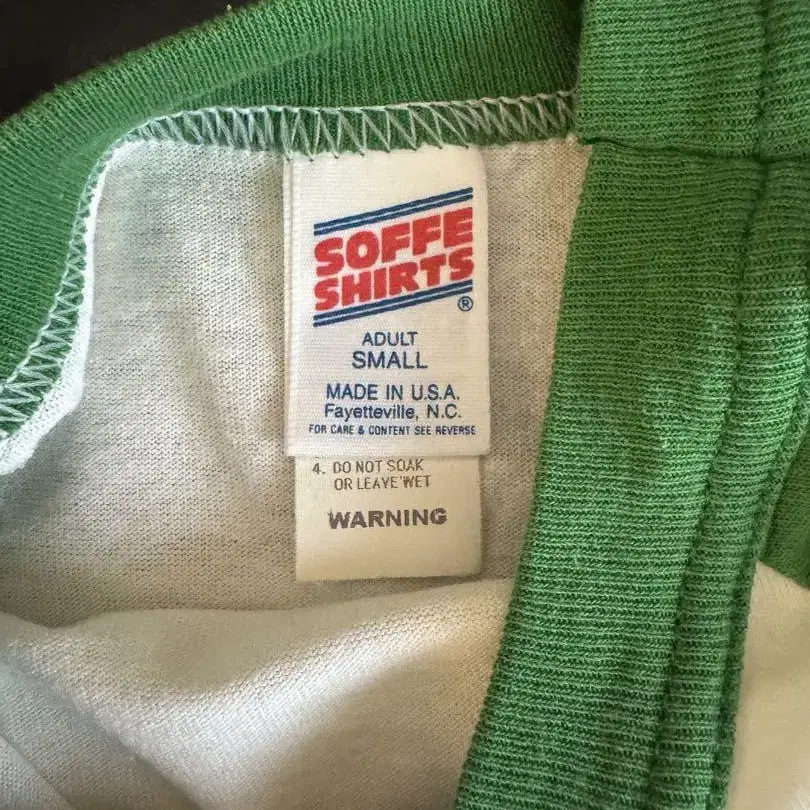 SOFFE
SHIRTS®
ADULT
SMALL
MADE IN U.S.A.
Fayetteville, N.C.
FOR CARE & CONTENT SEE REVERSE
4. DO NOT SOAK
OR LEAVE WET
WARNING